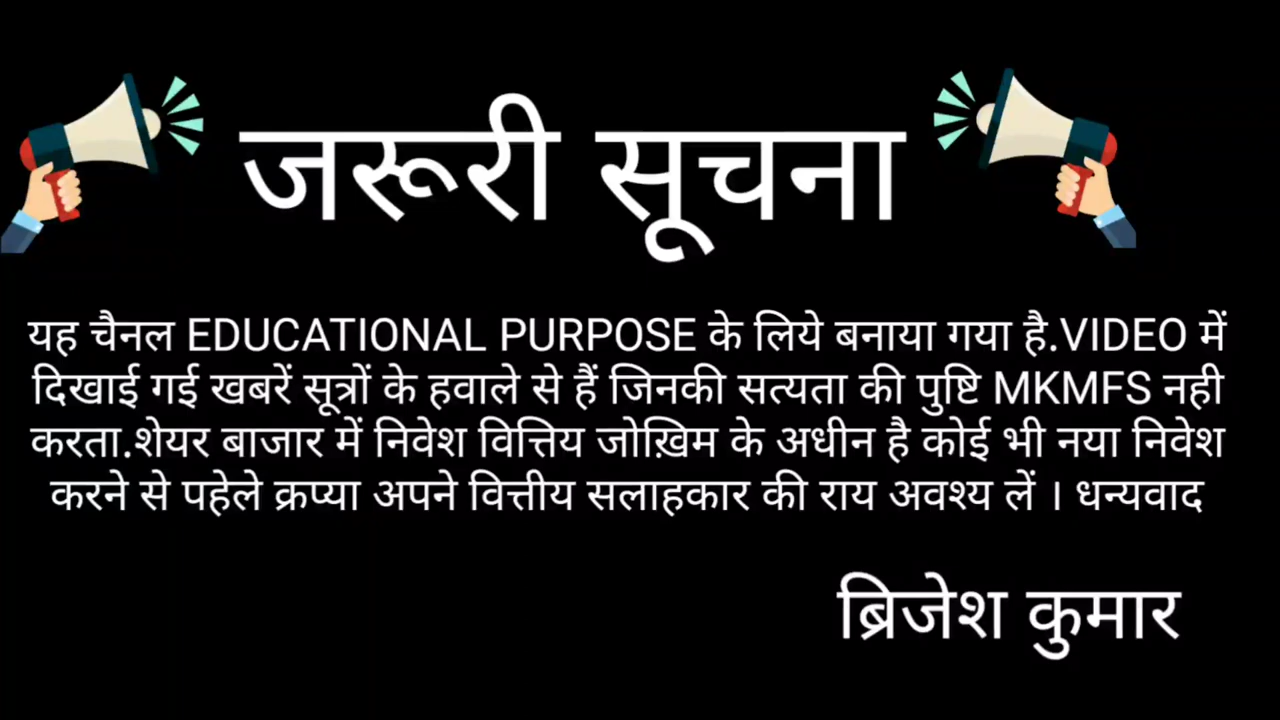 जरूरी सूचना
यह चैनल EDUCATIONAL PURPOSE के लिये बनाया गया है.VIDEO में
दिखाई गई खबरें सूत्रों के हवाले से हैं जिनकी सत्यता की पुष्टि MKMFS नही
करता.शेयर बाजार में निवेश वित्तिय जोख़िम के अधीन है कोई भी नया निवेश
करने से पहेले क्रप्या अपने वित्तीय सलाहकार की राय अवश्य लें । धन्यवाद
ब्रिजेश कुमार